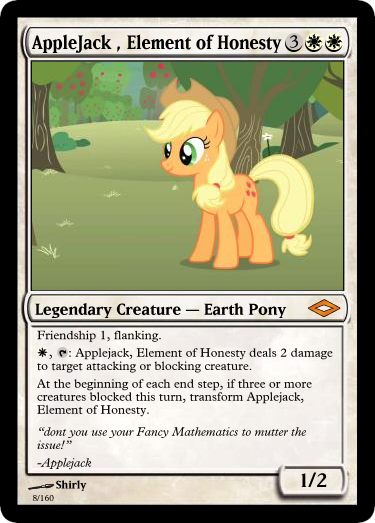 AppleJack , Element of Honesty 3
Legendary Creature — Earth Pony
Friendship 1, flanking.
, : Applejack, Element of Honesty deals 2 damage
to target attacking or blocking creature.
At the beginning of each end step, if three or more
creatures blocked this turn, transform Applejack,
Element of Honesty.
“dont you use your Fancy Mathematics to mutter the
issue!”
-Applejack
1/2
Shirly
8/160